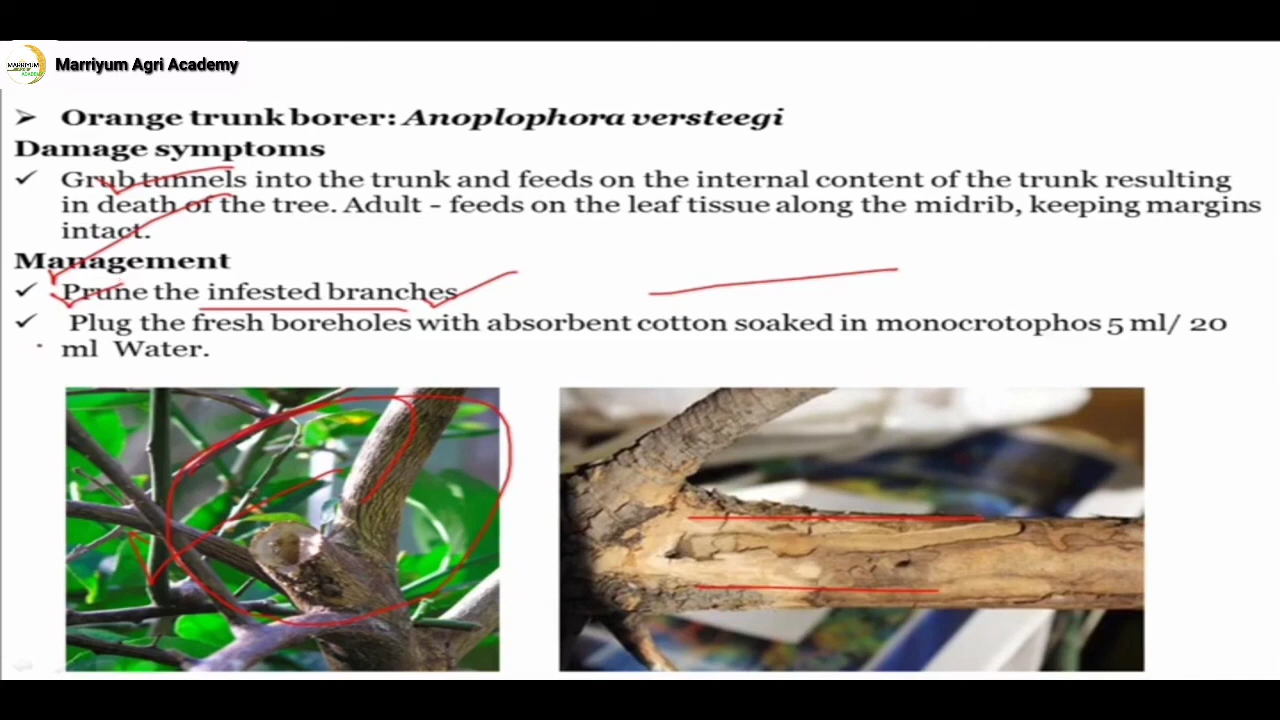 MARRIYUM
ACADEMY
Marriyum Agri Academy
➢ Orange trunk borer: Anoplophora versteegi
Damage symptoms
✓ Grub tunnels into the trunk and feeds on the internal content of the trunk resulting
in death of the tree. Adult - feeds on the leaf tissue along the midrib, keeping margins
intact.
Management
✓ Prune the infested branches
✓ Plug the fresh boreholes with absorbent cotton soaked in monocrotophos 5 ml/ 20
ml Water.